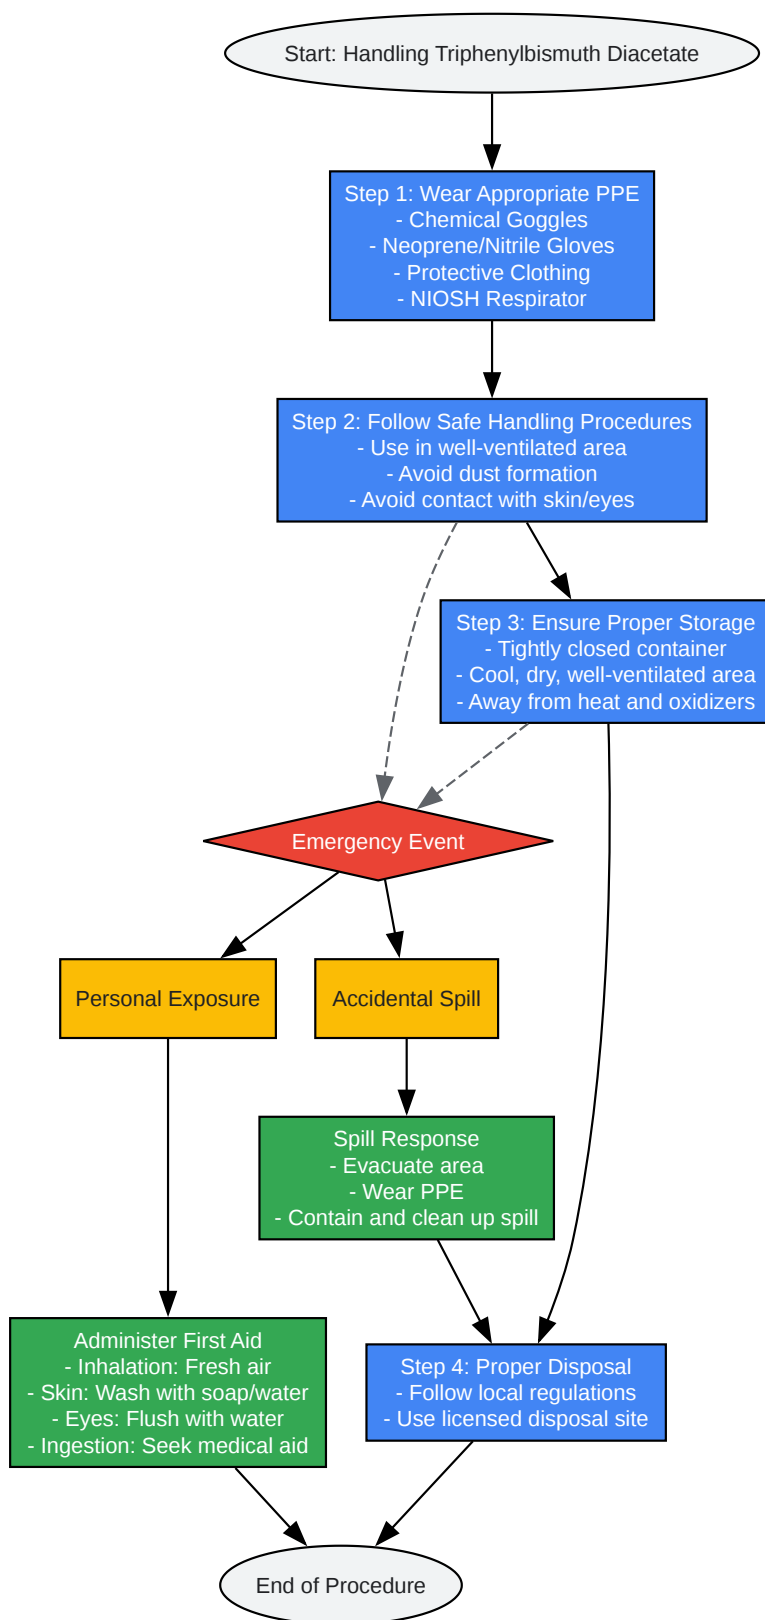 Start: Handling Triphenylbismuth Diacetate
Step 1: Wear Appropriate PPE
- Chemical Goggles
- Neoprene/Nitrile Gloves
- Protective Clothing
- NIOSH Respirator
Step 2: Follow Safe Handling Procedures
- Use in well-ventilated area
- Avoid dust formation
- Avoid contact with skin/eyes
Step 3: Ensure Proper Storage
- Tightly closed container
- Cool, dry, well-ventilated area
- Away from heat and oxidizers
Emergency Event
Personal Exposure
Accidental Spill
Spill Response
- Evacuate area
- Wear PPE
- Contain and clean up spill
Administer First Aid
- Inhalation: Fresh air
- Skin: Wash with soap/water
- Eyes: Flush with water
- Ingestion: Seek medical aid
Step 4: Proper Disposal
- Follow local regulations
- Use licensed disposal site
End of Procedure